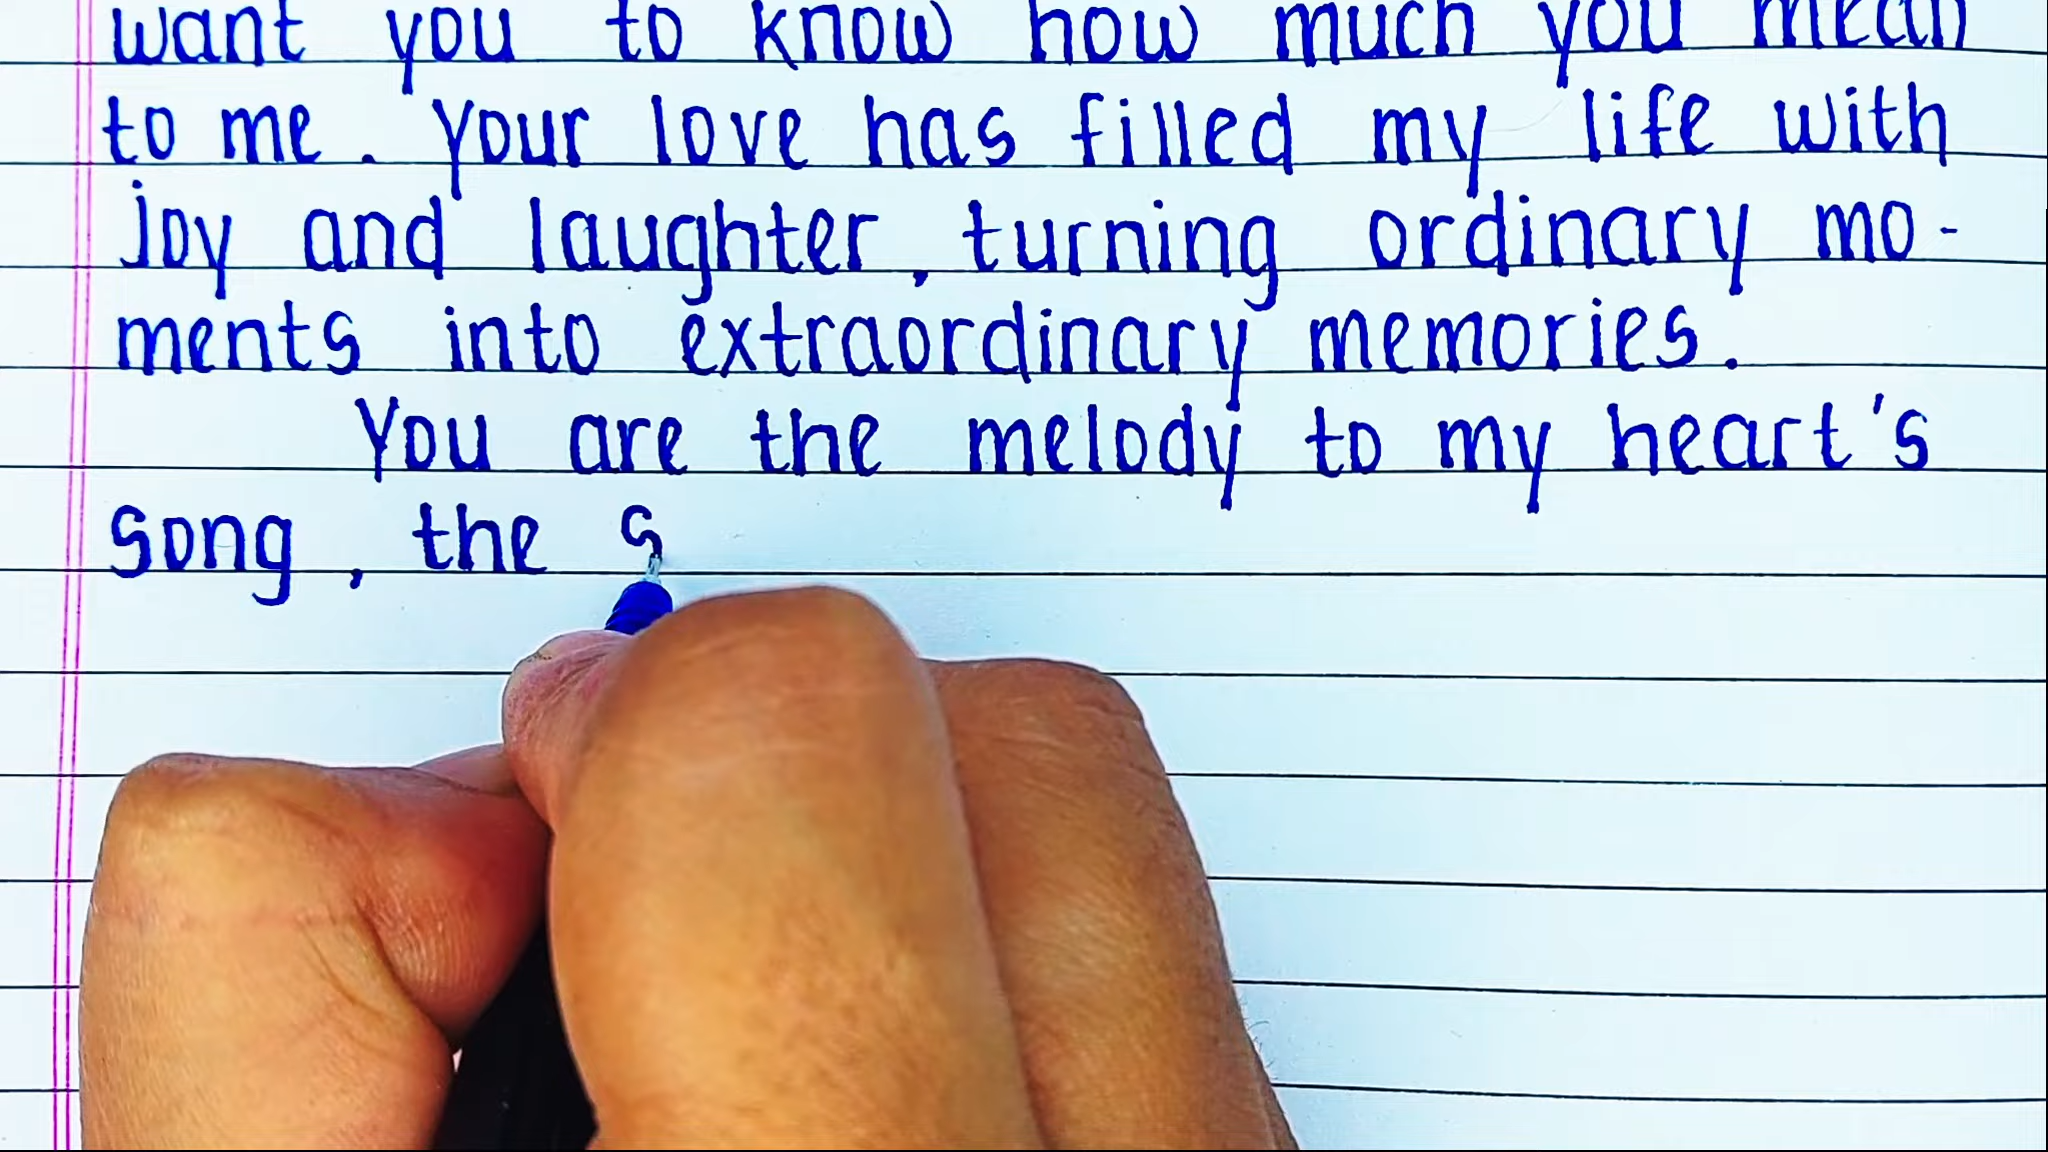 want you to know how much you mean
to me. Your love has filled my life with
joy and laughter, turning ordinary mo-
ments into extraordinary memories.
You are the melody to my heart's
song, the s